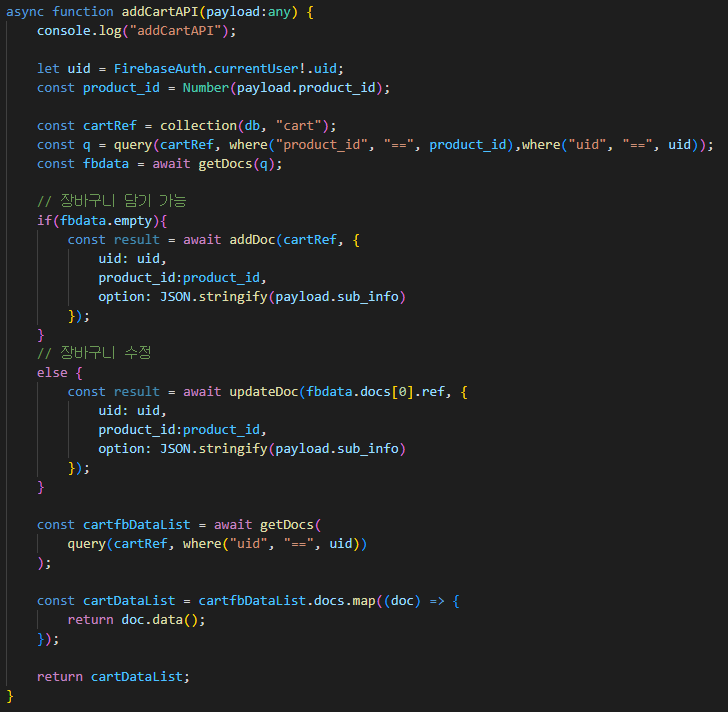 async function addCartAPI(payload:any) {
console.log("addCartAPI");
let uid = FirebaseAuth.currentUser!.uid;
const product_id = Number(payload.product_id);
const cartRef = collection(db, "cart");
const q = query(cartRef, where("product_id", "==", product_id),where("uid", "==", uid));
const fbdata = await getDocs(q);
// 장바구니 담기 가능
if(fbdata.empty){
const result = await addDoc(cartRef, {
uid: uid,
product_id:product_id,
option: JSON.stringify(payload.sub_info)
});
}
// 장바구니 수정
else {
const result = await updateDoc(fbdata.docs[0].ref, {
uid: uid,
product_id:product_id,
option: JSON.stringify(payload.sub_info)
});
}
const cartfbDataList = await getDocs(
query(cartRef, where("uid", "==", uid))
);
const cartDataList = cartfbDataList.docs.map((doc) => {
return doc.data();
});
return cartDataList;
}